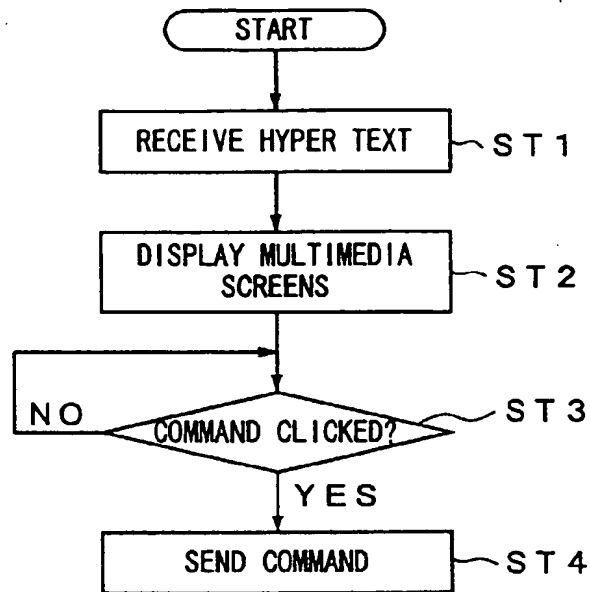 START
RECEIVE HYPER TEXT
ST1
DISPLAY MULTIMEDIA
SCREENS
ST2
NO
COMMAND CLICKED?
ST3
YES
SEND COMMAND
ST4